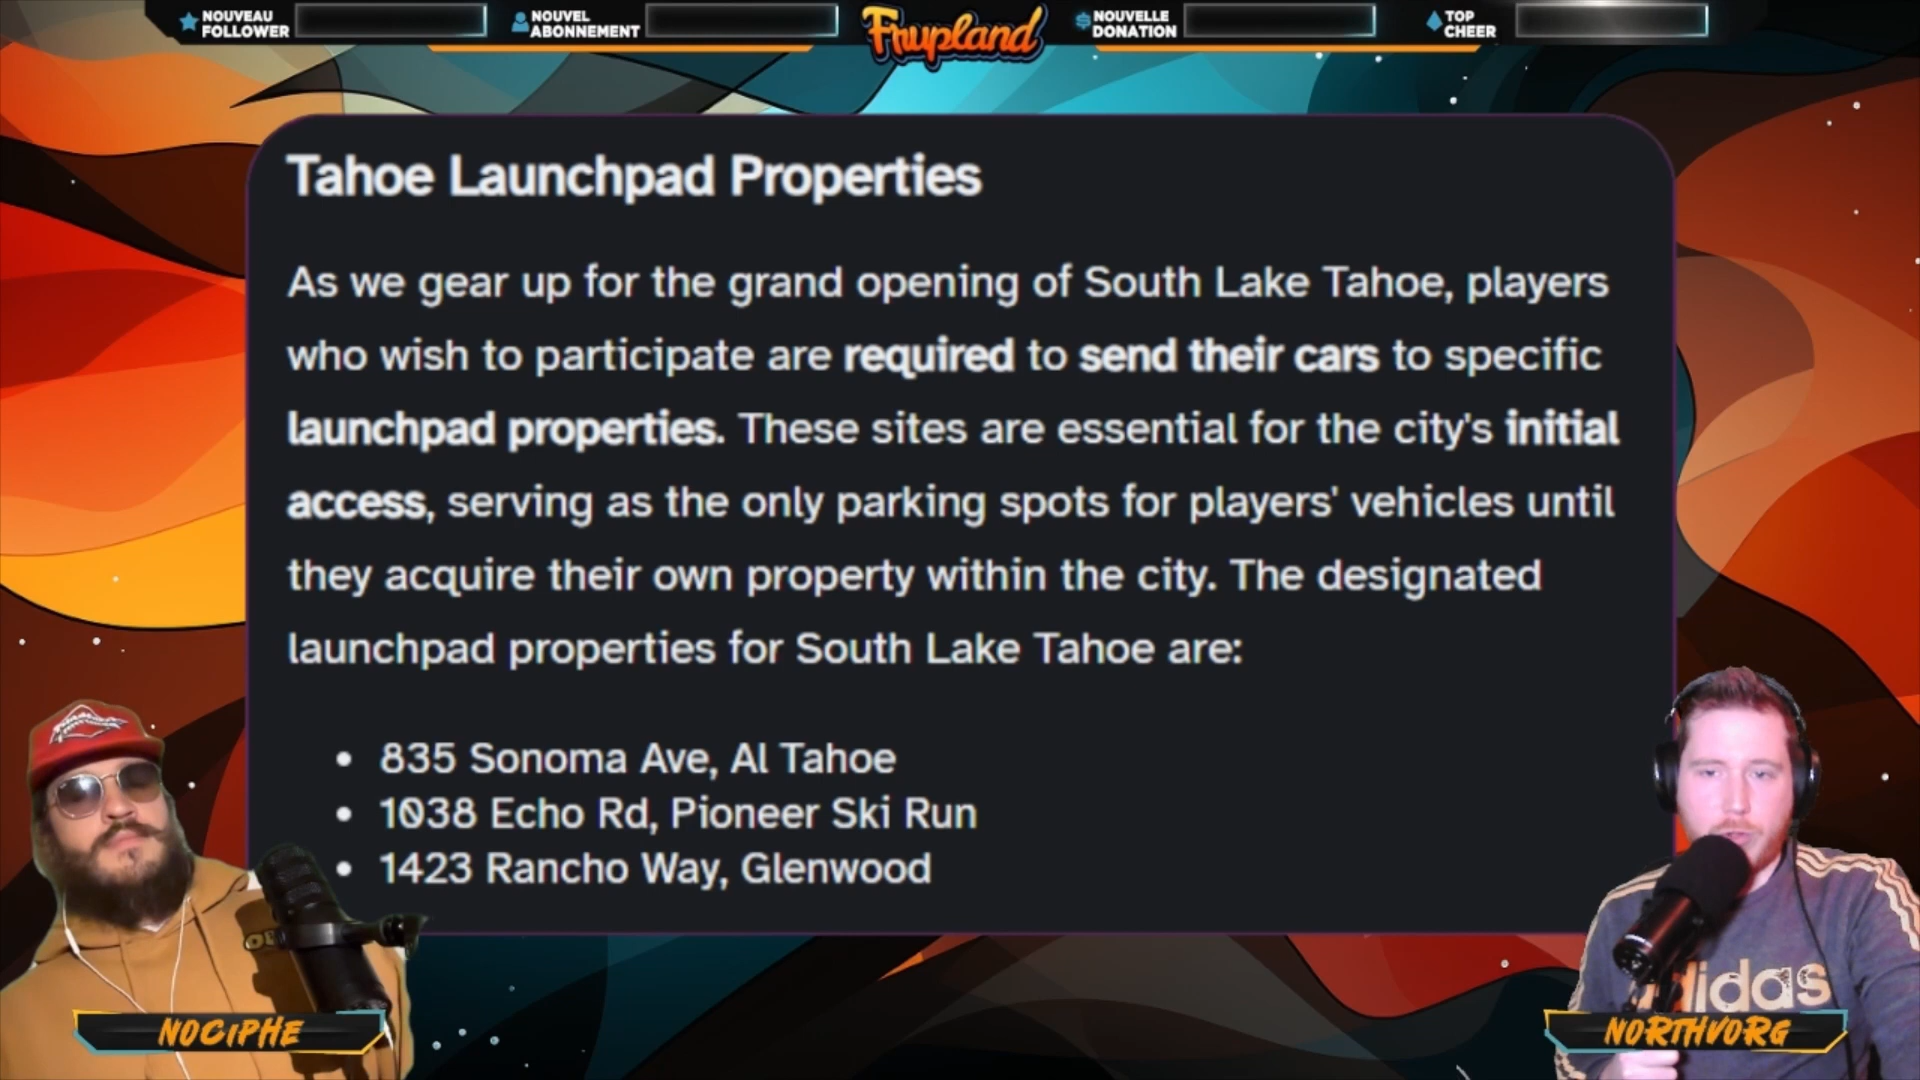 NOUVEAU
FOLLOWER
NOUVEL
ABONNEMENT
Frupland
NOUVELLE
DONATION
TOP
CHEER
Tahoe Launchpad Properties
As we gear up for the grand opening of South Lake Tahoe, players
who wish to participate are required to send their cars to specific
launchpad properties. These sites are essential for the city's initial
access, serving as the only parking spots for players' vehicles until
they acquire their own property within the city. The designated
launchpad properties for South Lake Tahoe are:
• 835 Sonoma Ave, Al Tahoe
• 1038 Echo Rd, Pioneer Ski Run
• 1423 Rancho Way, Glenwood
adidas
NOCiPHE
NORTHVORG